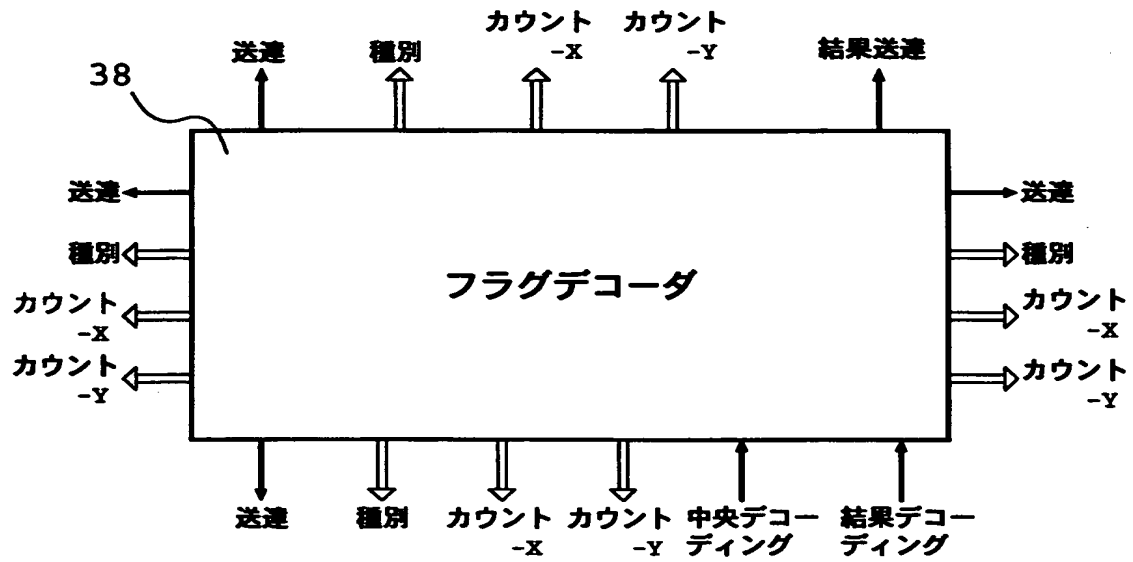 カウント カウント
送達 種別 -X -Y 結果送達
38
送達 送達
種別 種別
フラグデコーダ
カウント カウント
-X -X
カウント カウント
-Y -Y
送達 種別 カウント カウント 中央デコー 結果デコー
-X -Y ディング ディング